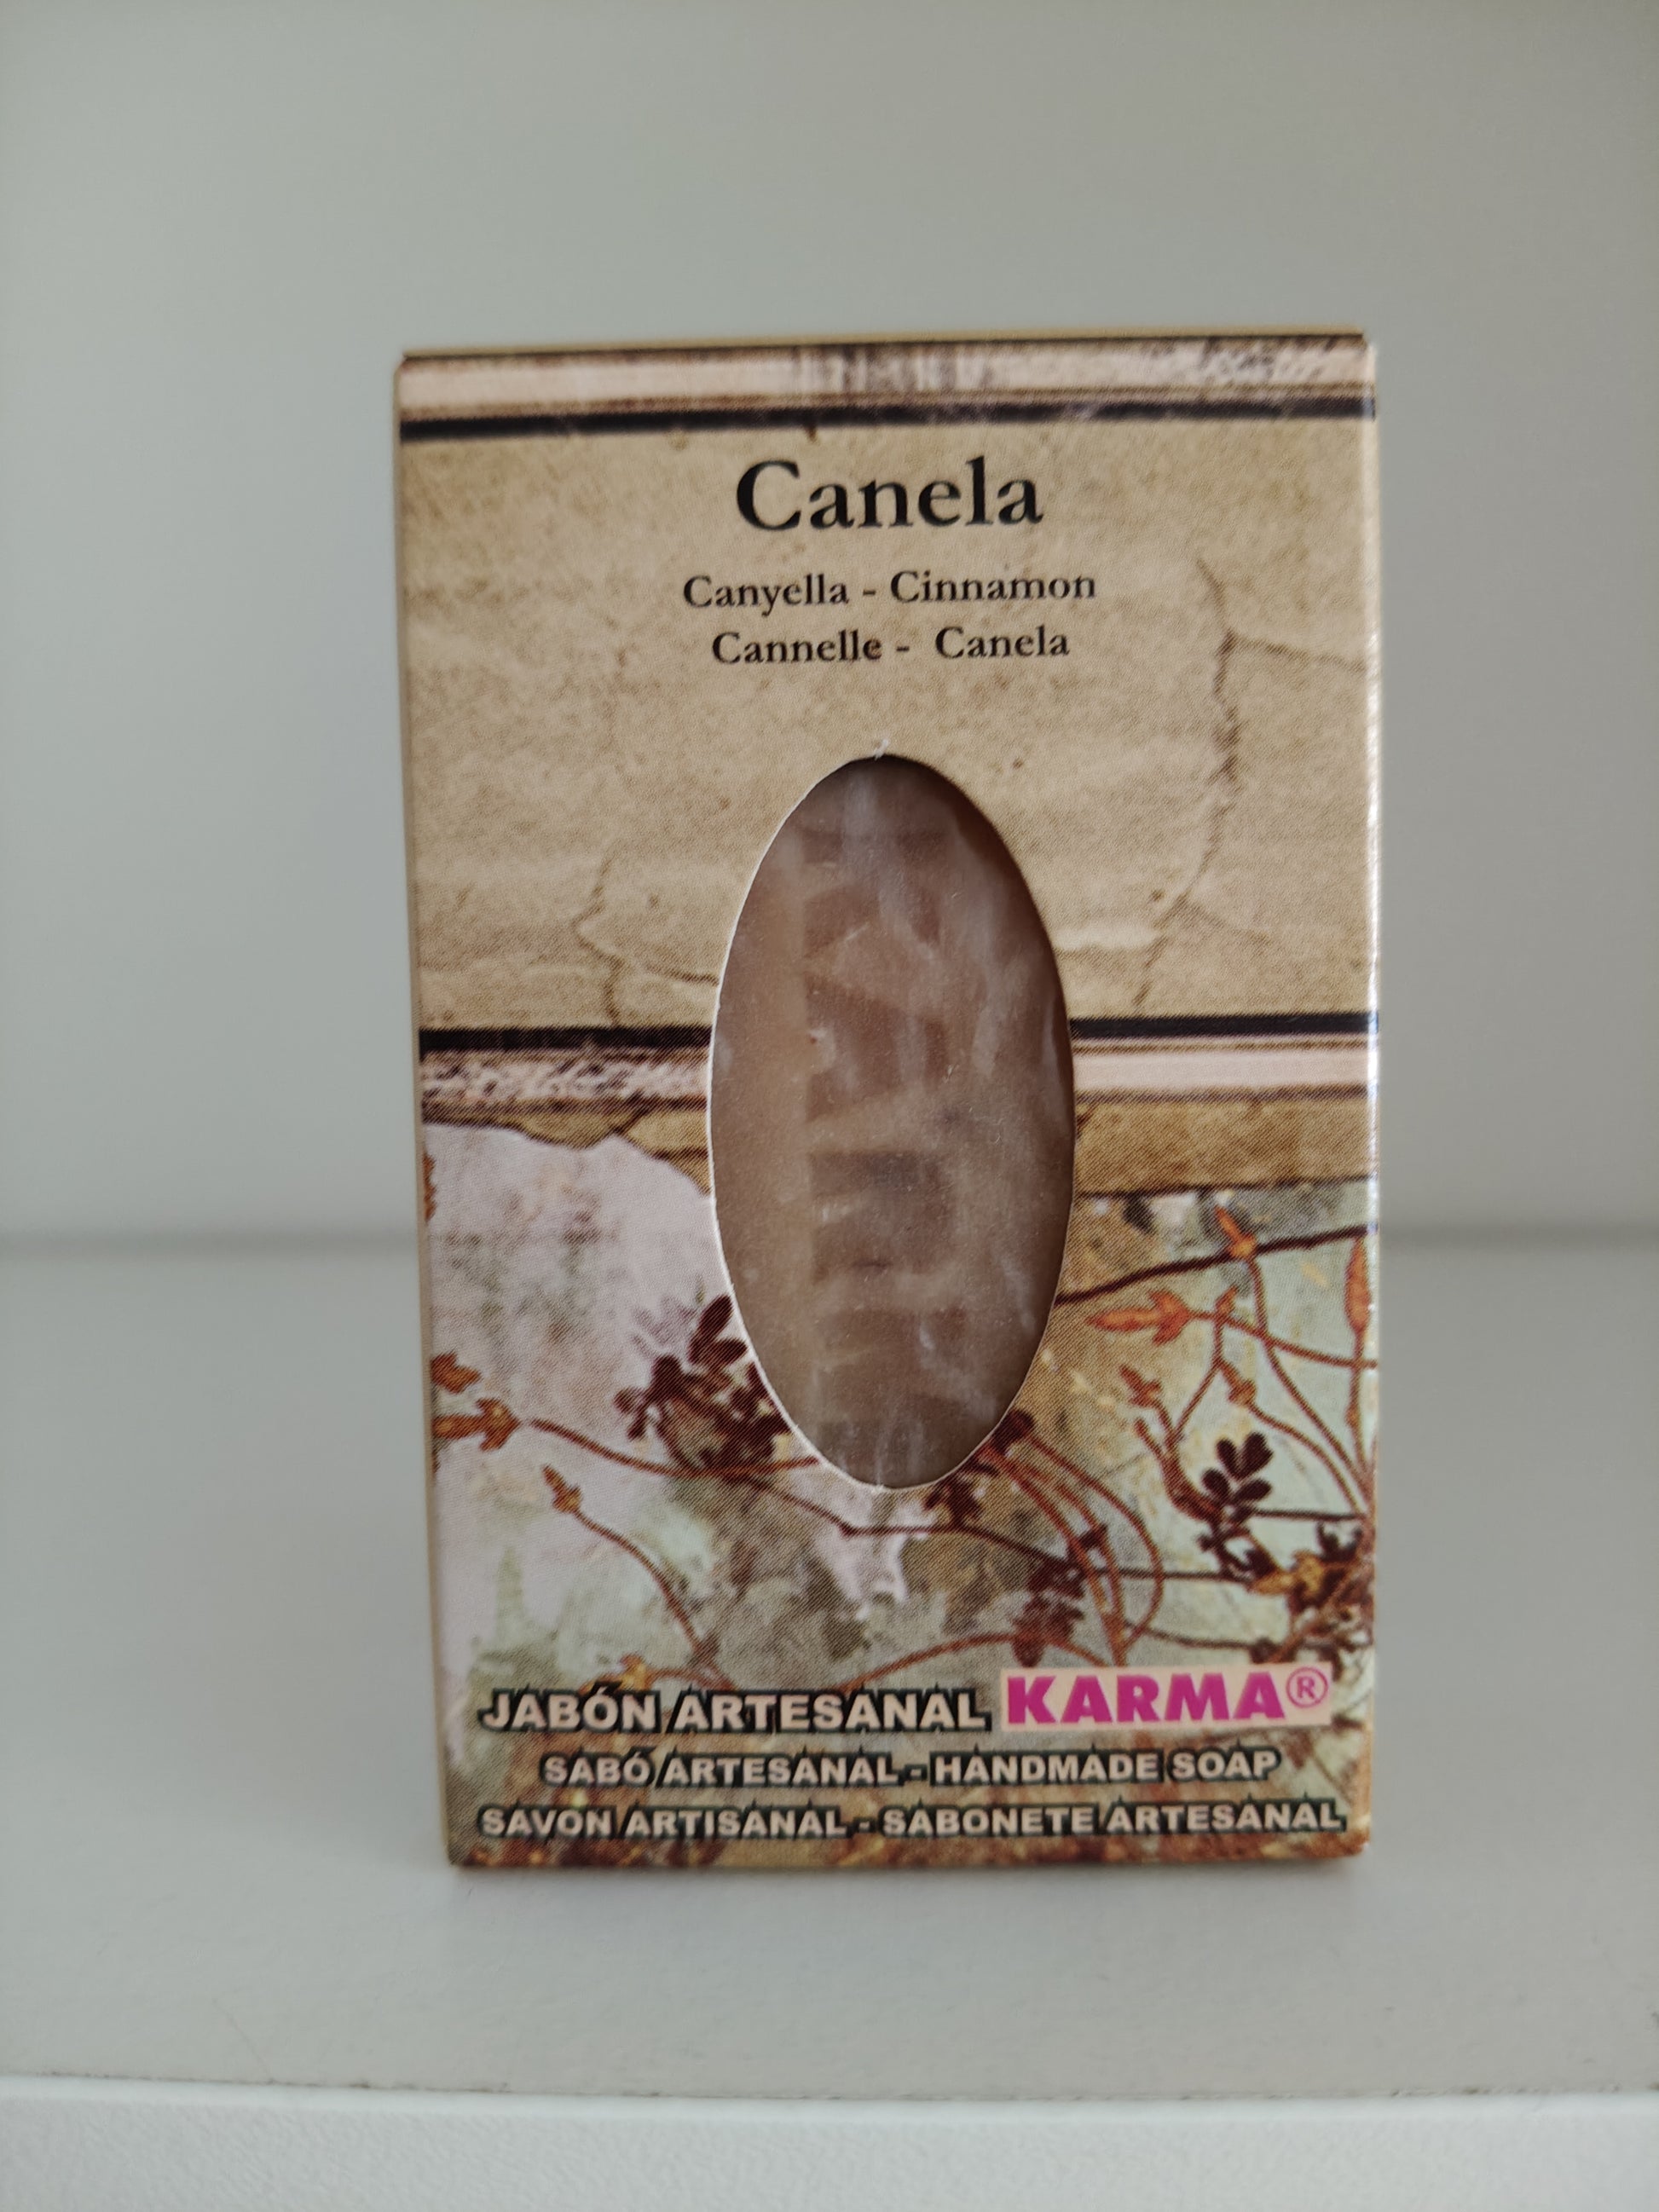 Canela
Canyella - Cinnamon
Cannelle - Canela
JABÓN ARTESANAL KARMA®
SABÓ ARTESANAL - HANDMADE SOAP
SAVON ARTISANAL - SABONETE ARTESANAL